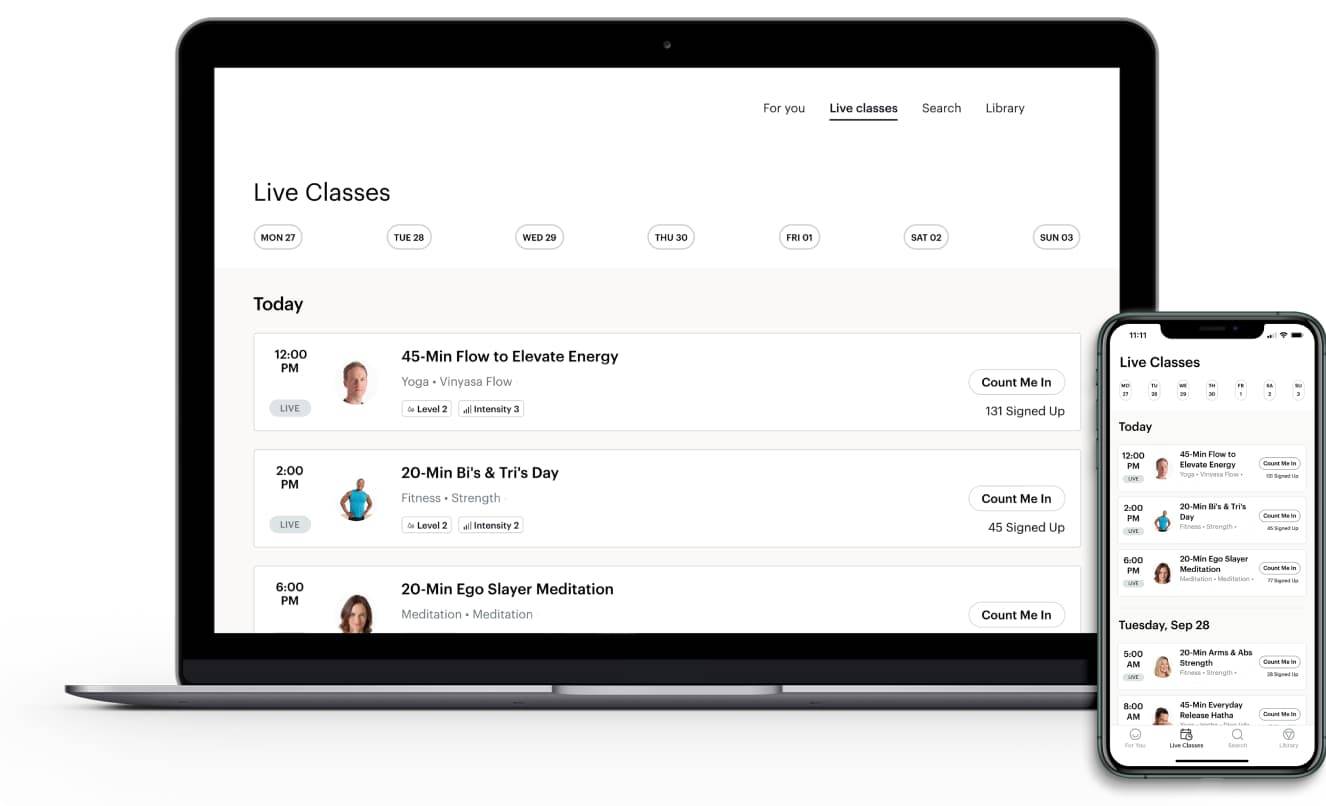 For you Live classes Search Library
Live Classes
MON 27 TUE 28 WED 29 THU 30 FRI 01 SAT 02 SUN 03
Today
12:00
PM
LIVE
45-Min Flow to Elevate Energy
Yoga • Vinyasa Flow
Level 2 Intensity 3
Count Me In
131 Signed Up
2:00
PM
LIVE
20-Min Bi's & Tri's Day
Fitness • Strength
Level 2 Intensity 2
Count Me In
45 Signed Up
6:00
PM
20-Min Ego Slayer Meditation
Meditation • Meditation
Count Me In
11:11
Live Classes
MO TU WE TH FR SA SU
27 28 29 30 1 2 3
Today
12:00
PM
LIVE
45-Min Flow to
Elevate Energy
Yoga • Vinyasa Flow •
Count Me In
Signed Up
2:00
PM
LIVE
20-Min Bi's & Tri's
Day
Fitness • Strength •
Count Me In
45 Signed Up
6:00
PM
LIVE
20-Min Ego Slayer
Meditation
Meditation • Meditation •
Count Me In
77 Signed Up
Tuesday, Sep 28
5:00
AM
LIVE
20-Min Arms & Abs
Strength
Fitness • Strength •
Count Me In
28 Signed Up
8:00
AM
45-Min Everyday
Release Hatha
Count Me In
For You Live Classes Search Library